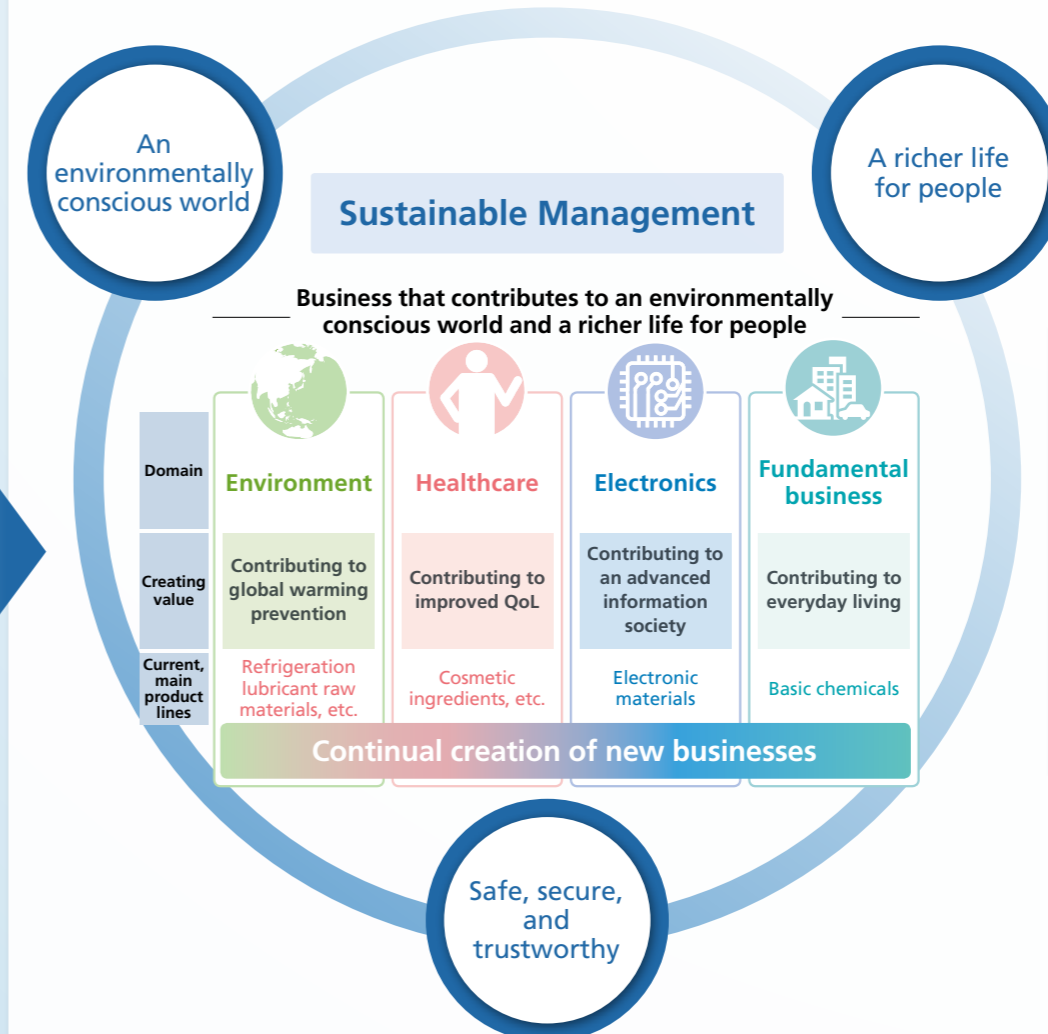 An
environmentally
conscious world
A richer life
for people
Sustainable Management
Business that contributes to an environmentally
conscious world and a richer life for people
Domain
Environment
Healthcare
Electronics
Fundamental
business
Creating
value
Contributing to
global warming
prevention
Contributing to
improved QoL
Contributing to
an advanced
information
society
Contributing to
everyday living
Current,
main
product
lines
Refrigeration
lubricant raw
materials, etc.
Cosmetic
ingredients, etc.
Electronic
materials
Basic chemicals
Continual creation of new businesses
Safe, secure,
and
trustworthy